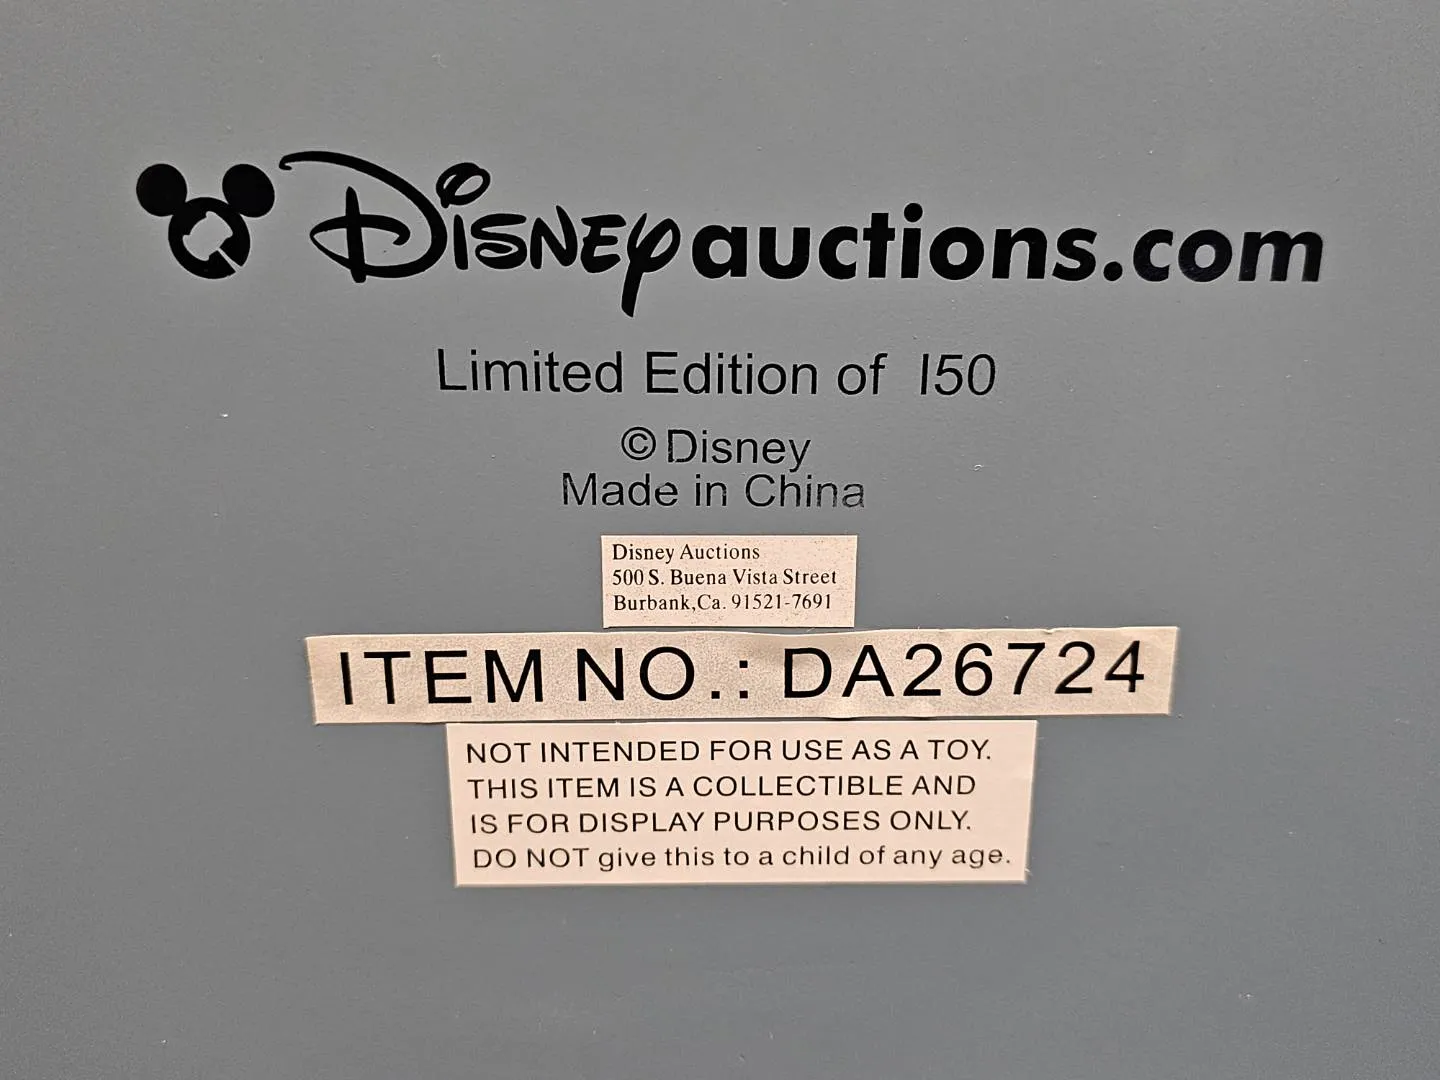 Disney auctions.com
Limited Edition of 150
© Disney
Made in China
Disney Auctions
500 S. Buena Vista Street
Burbank,Ca. 91521-7691
ITEM NO.: DA26724
NOT INTENDED FOR USE AS A TOY.
THIS ITEM IS A COLLECTIBLE AND
IS FOR DISPLAY PURPOSES ONLY.
DO NOT give this to a child of any age.